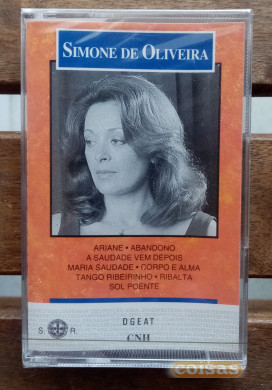 SIMONE DE OLIVEIRA
ARIANE • ABANDONO
A SAUDADE VEM DEPOIS
MARIA SAUDADE • CORPO E ALMA
TANGO RIBEIRINHO • RIBALTA
SOL POENTE
S. R.
DGEAT
CNH
coisas